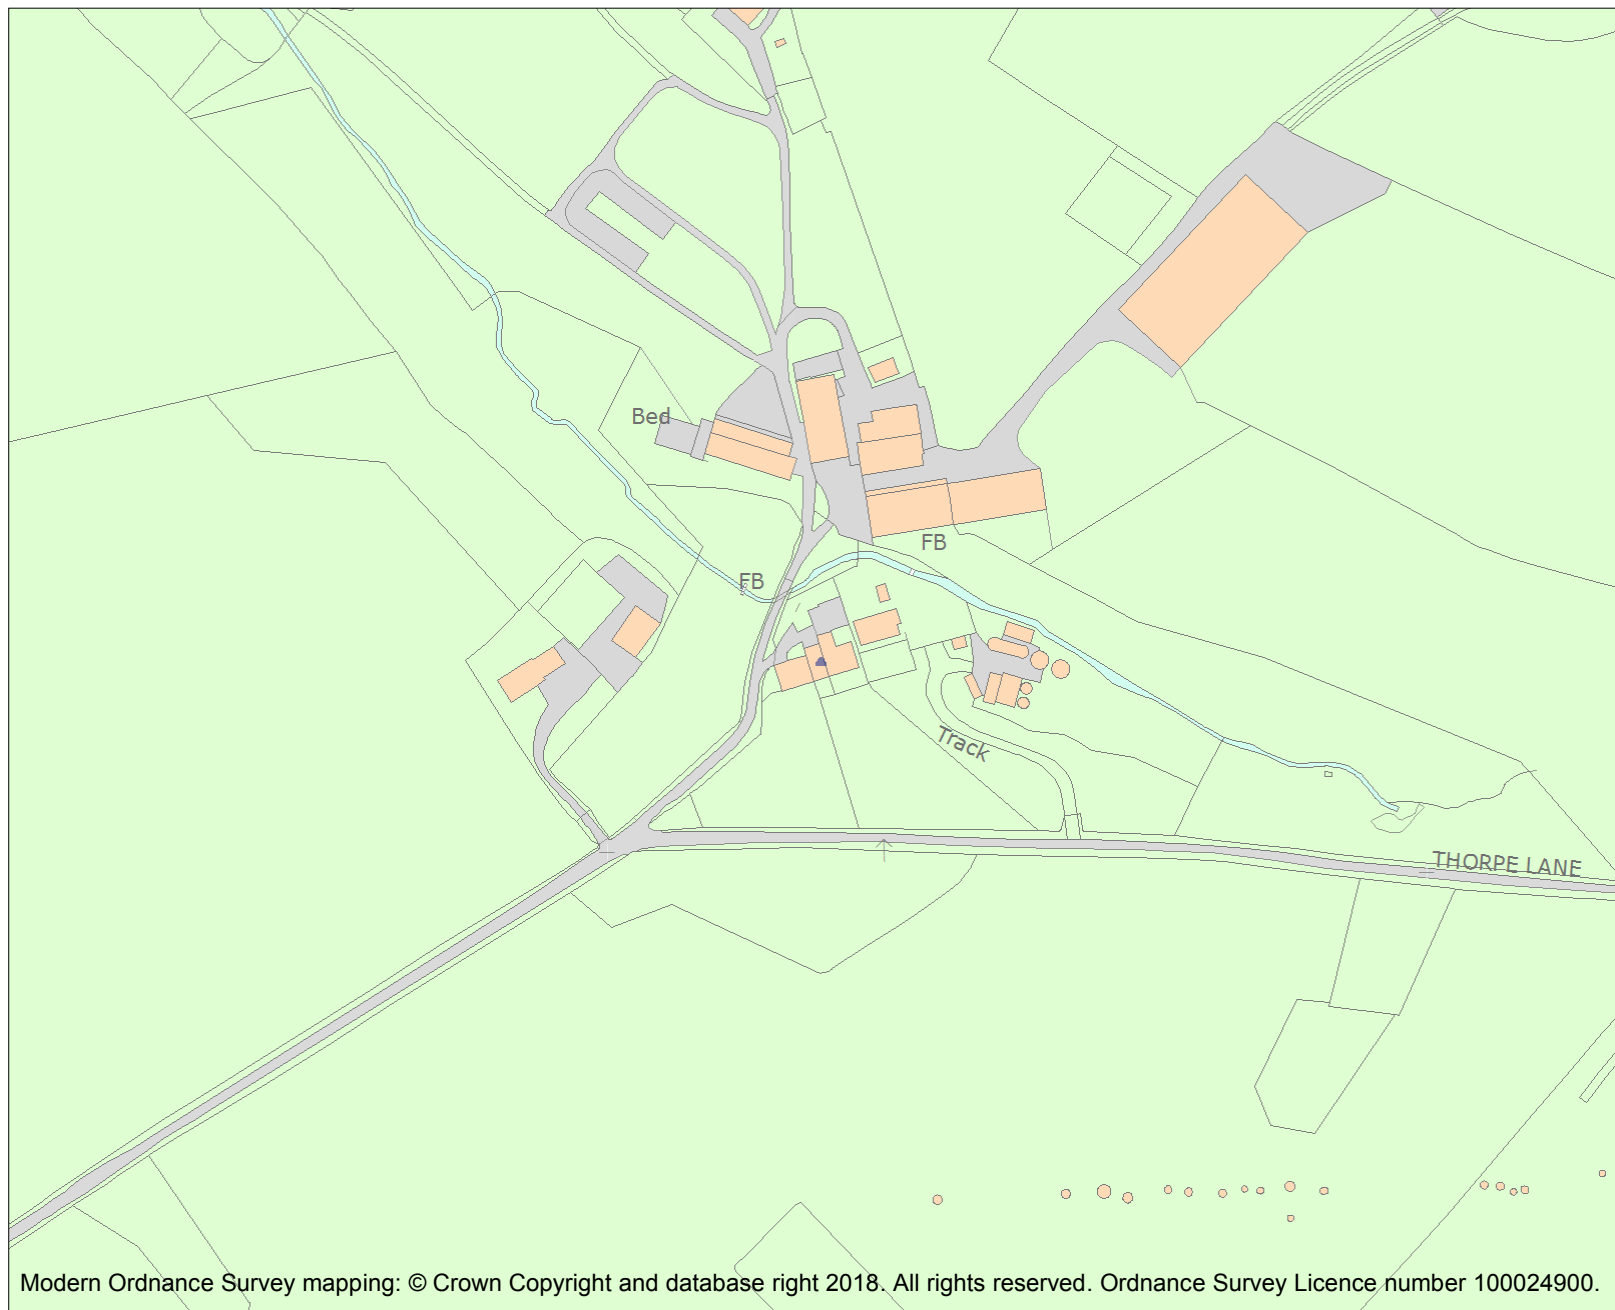 Bed
FB
FB
Track
THORPE LANE
Modern Ordnance Survey mapping: © Crown Copyright and database right 2018. All rights reserved. Ordnance Survey Licence number 100024900.